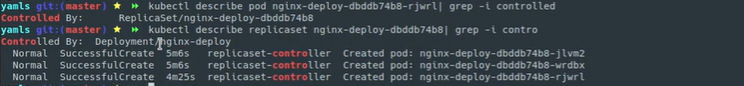 yamls git:(master) ★ ▶▶ kubectl describe pod nginx-deploy-dbddb74b8-rjwrl| grep -i controlled
Controlled By: ReplicaSet/nginx-deploy-dbddb74b8
yamls git:(master) ★ ▶▶ kubectl describe replicaset nginx-deploy-dbddb74b8| grep -i contro
Controlled By: Deployment/nginx-deploy
Normal SuccessfulCreate 5m6s replicaset-controller Created pod: nginx-deploy-dbddb74b8-jlvm2
Normal SuccessfulCreate 5m6s replicaset-controller Created pod: nginx-deploy-dbddb74b8-wrdbx
Normal SuccessfulCreate 4m25s replicaset-controller Created pod: nginx-deploy-dbddb74b8-rjwrl